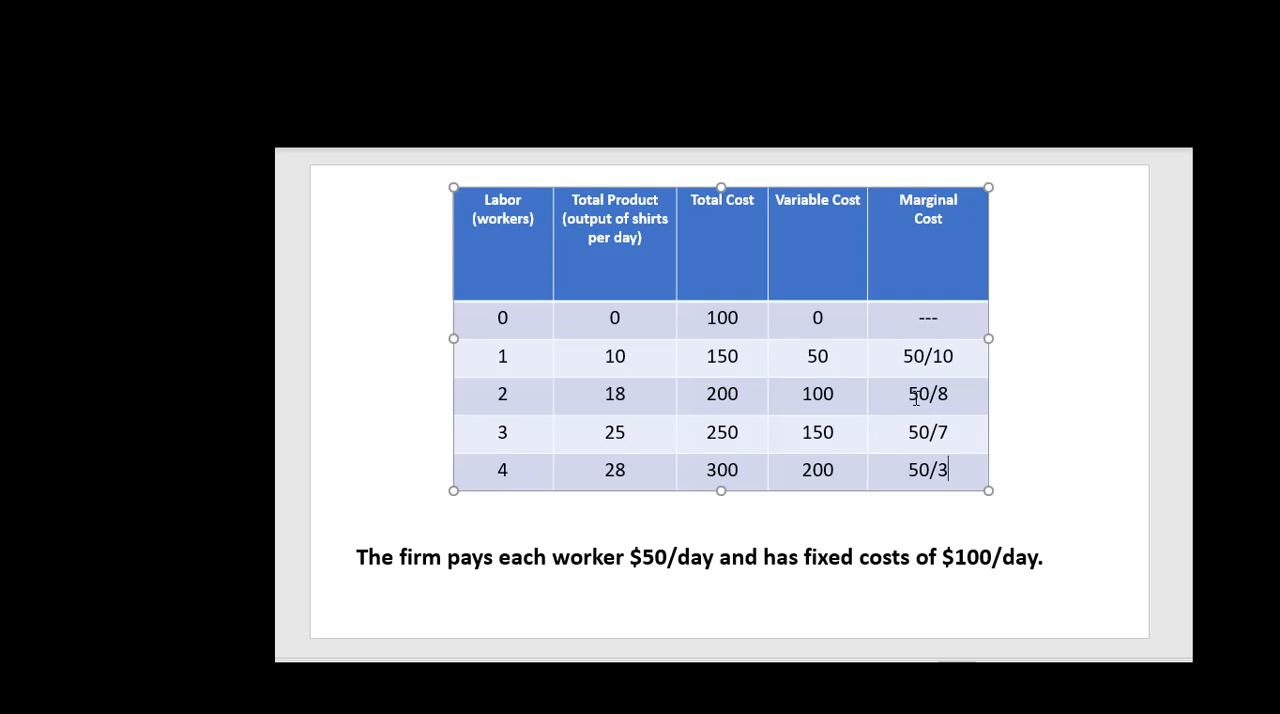 Labor (workers) Total Product (output of shirts per day) Total Cost Variable Cost Marginal Cost
0 0 100 0 ---
1 10 150 50 50/10
2 18 200 100 50/8
3 25 250 150 50/7
4 28 300 200 50/3
The firm pays each worker $50/day and has fixed costs of $100/day.